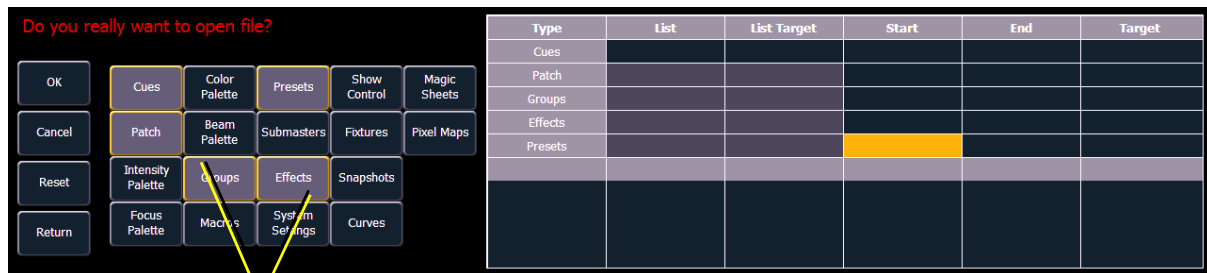 Do you really want to open file?
OK
Cancel
Reset
Return
Cues
Color Palette
Presets
Show Control
Magic Sheets
Patch
Beam Palette
Submasters
Fixtures
Pixel Maps
Intensity Palette
Groups
Effects
Snapshots
Focus Palette
Macros
System Settings
Curves
Type List List Target Start End Target
Cues
Patch
Groups
Effects
Presets